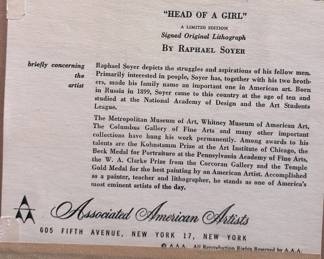 "HEAD OF A GIRL"
A LIMITED EDITION
Signed Original Lithograph
By Raphael Soyer
briefly concerning
the
artist
Raphael Soyer depicts the struggles and aspirations of his fellow men.
Primarily interested in people, Soyer has, together with his two broth-
ers, made his family name an important one in American art. Born
in Russia in 1899, Soyer came to this country at the age of ten and
studied at the National Academy of Design and the Art Students
League.
The Metropolitan Museum of Art, Whitney Museum of American Art,
The Columbus Gallery of Fine Arts and many other important
collections have hung his work permanently. Among awards to his
talents are the Kohnstamm Prize at the Art Institute of Chicago, the
Beck Medal for Portraiture at the Pennsylvania Academy of Fine Arts,
the W. A. Clarke Prize from the Corcoran Gallery and the Temple
Gold Medal for the best painting by an American Artist. Accomplished
as a painter, teacher and lithographer, he stands as one of America's
most eminent artists of the day.
Associated American Artists
605 FIFTH AVENUE, NEW YORK 17, NEW YORK
© A.A.A. All Reproduction Rights Reserved by A.A.A.